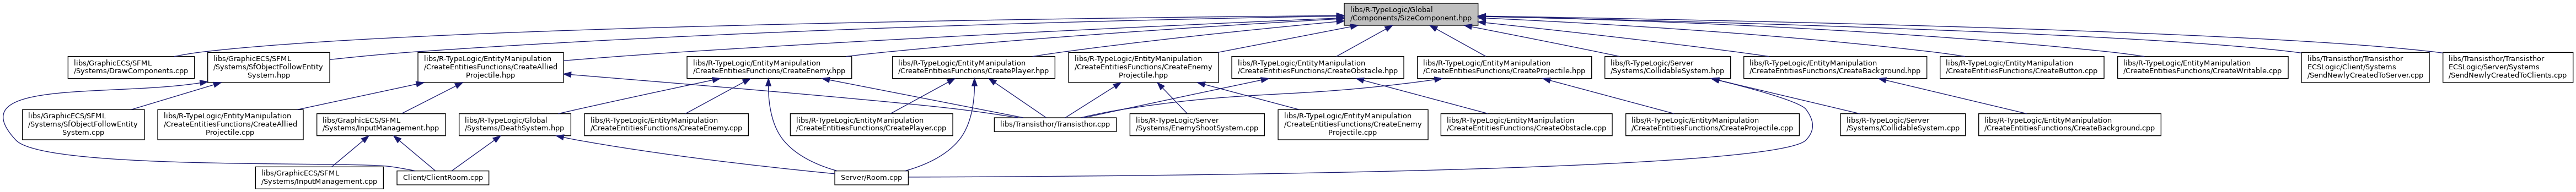 libs/R-TypeLogic/Global
/Components/SizeComponent.hpp
libs/GraphicECS/SFML
/Systems/DrawComponents.cpp
libs/GraphicECS/SFML
/Systems/SfObjectFollowEntity
System.hpp
libs/R-TypeLogic/EntityManipulation
/CreateEntitiesFunctions/CreateAllied
Projectile.hpp
libs/R-TypeLogic/EntityManipulation
/CreateEntitiesFunctions/CreateEnemy.hpp
libs/R-TypeLogic/EntityManipulation
/CreateEntitiesFunctions/CreatePlayer.hpp
libs/R-TypeLogic/EntityManipulation
/CreateEntitiesFunctions/CreateEnemy
Projectile.hpp
libs/R-TypeLogic/EntityManipulation
/CreateEntitiesFunctions/CreateObstacle.hpp
libs/R-TypeLogic/EntityManipulation
/CreateEntitiesFunctions/CreateProjectile.hpp
libs/R-TypeLogic/Server
/Systems/CollidableSystem.hpp
libs/R-TypeLogic/EntityManipulation
/CreateEntitiesFunctions/CreateBackground.hpp
libs/R-TypeLogic/EntityManipulation
/CreateEntitiesFunctions/CreateButton.cpp
libs/R-TypeLogic/EntityManipulation
/CreateEntitiesFunctions/CreateWritable.cpp
libs/Transisthor/Transisthor
ECSLogic/Client/Systems
/SendNewlyCreatedToServer.cpp
libs/Transisthor/Transisthor
ECSLogic/Server/Systems
/SendNewlyCreatedToClients.cpp
libs/GraphicECS/SFML
/Systems/SfObjectFollowEntity
System.cpp
libs/R-TypeLogic/EntityManipulation
/CreateEntitiesFunctions/CreateAllied
Projectile.cpp
libs/GraphicECS/SFML
/Systems/InputManagement.hpp
libs/R-TypeLogic/Global
/Systems/DeathSystem.hpp
libs/R-TypeLogic/EntityManipulation
/CreateEntitiesFunctions/CreateEnemy.cpp
libs/R-TypeLogic/EntityManipulation
/CreateEntitiesFunctions/CreatePlayer.cpp
libs/Transisthor/Transisthor.cpp
libs/R-TypeLogic/Server
/Systems/EnemyShootSystem.cpp
libs/R-TypeLogic/EntityManipulation
/CreateEntitiesFunctions/CreateEnemy
Projectile.cpp
libs/R-TypeLogic/EntityManipulation
/CreateEntitiesFunctions/CreateObstacle.cpp
libs/R-TypeLogic/EntityManipulation
/CreateEntitiesFunctions/CreateProjectile.cpp
libs/R-TypeLogic/Server
/Systems/CollidableSystem.cpp
libs/R-TypeLogic/EntityManipulation
/CreateEntitiesFunctions/CreateBackground.cpp
libs/GraphicECS/SFML
/Systems/InputManagement.cpp
Client/ClientRoom.cpp
Server/Room.cpp